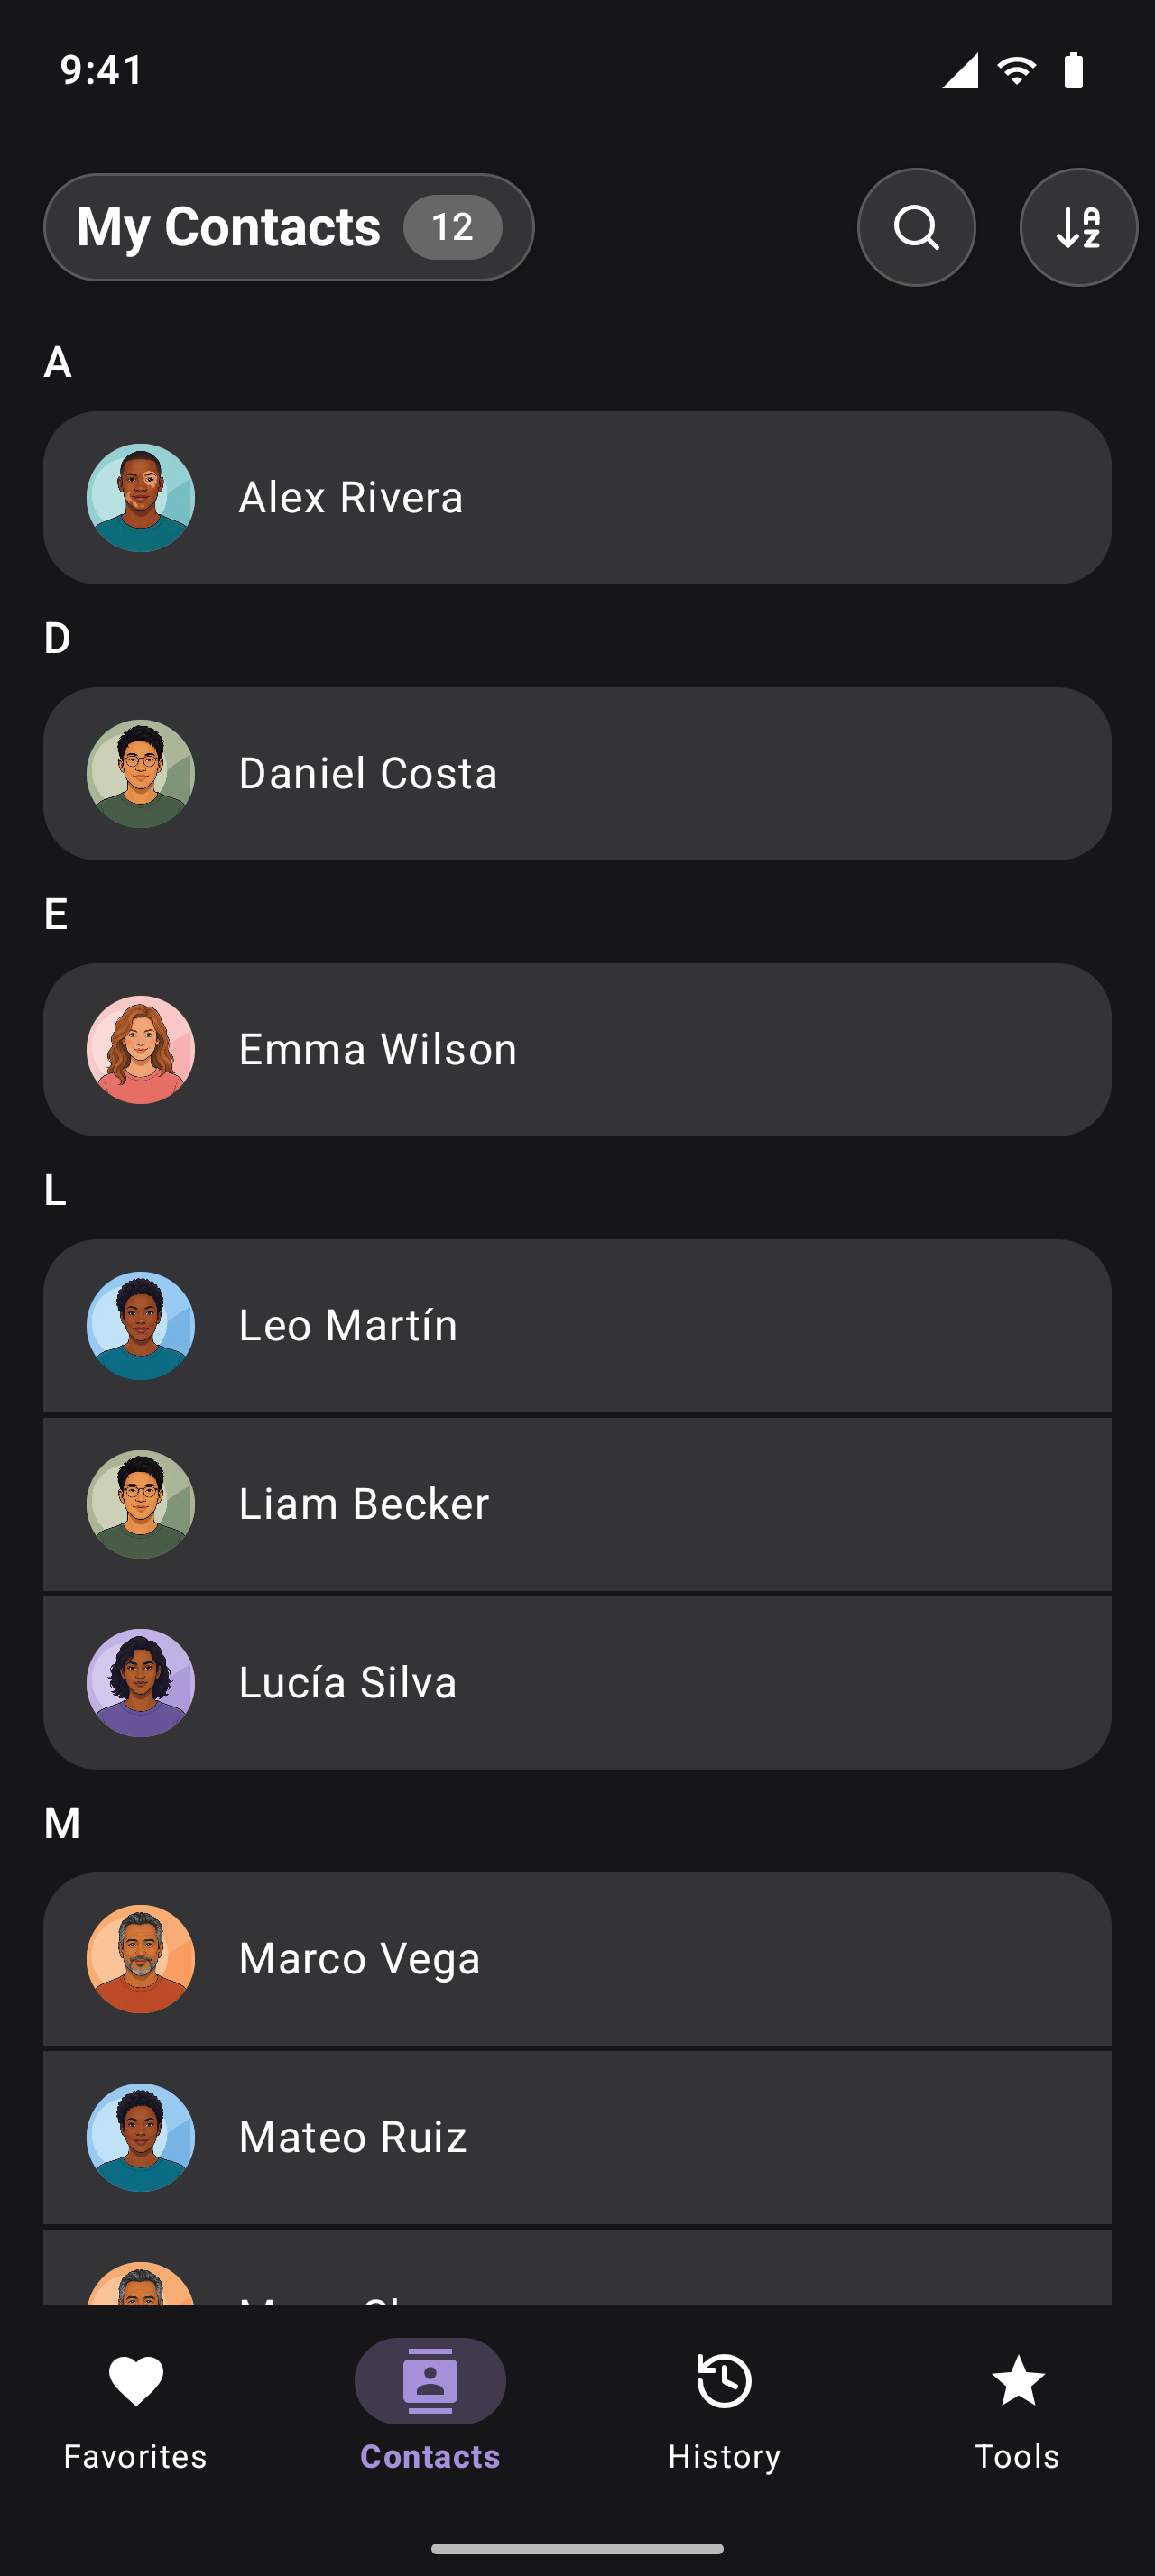 9:41
My Contacts 12
A
Z
A
Alex Rivera
D
Daniel Costa
E
Emma Wilson
L
Leo Martín
Liam Becker
Lucía Silva
M
Marco Vega
Mateo Ruiz
Favorites
Contacts
History
Tools